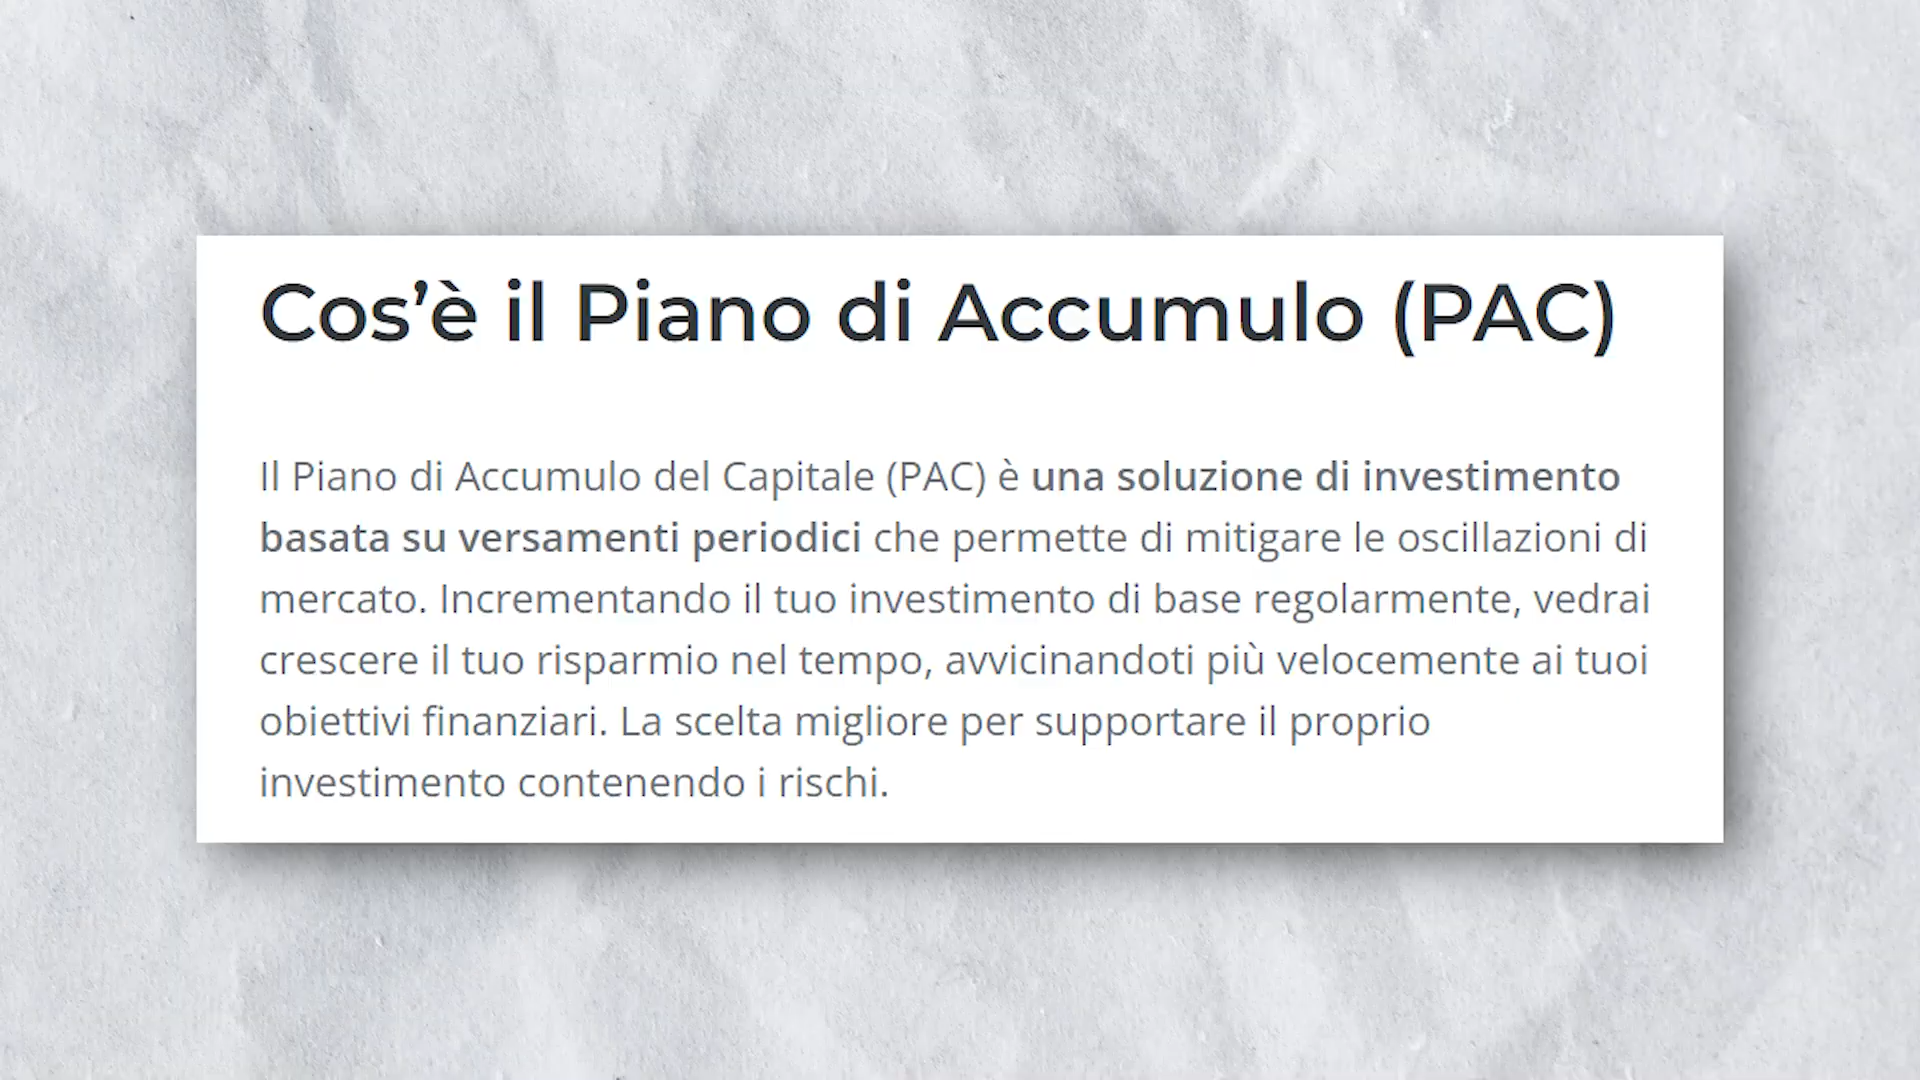 Cos’è il Piano di Accumulo (PAC)
Il Piano di Accumulo del Capitale (PAC) è una soluzione di investimento
basata su versamenti periodici che permette di mitigare le oscillazioni di
mercato. Incrementando il tuo investimento di base regolarmente, vedrai
crescere il tuo risparmio nel tempo, avvicinandoti più velocemente ai tuoi
obiettivi finanziari. La scelta migliore per supportare il proprio
investimento contenendo i rischi.